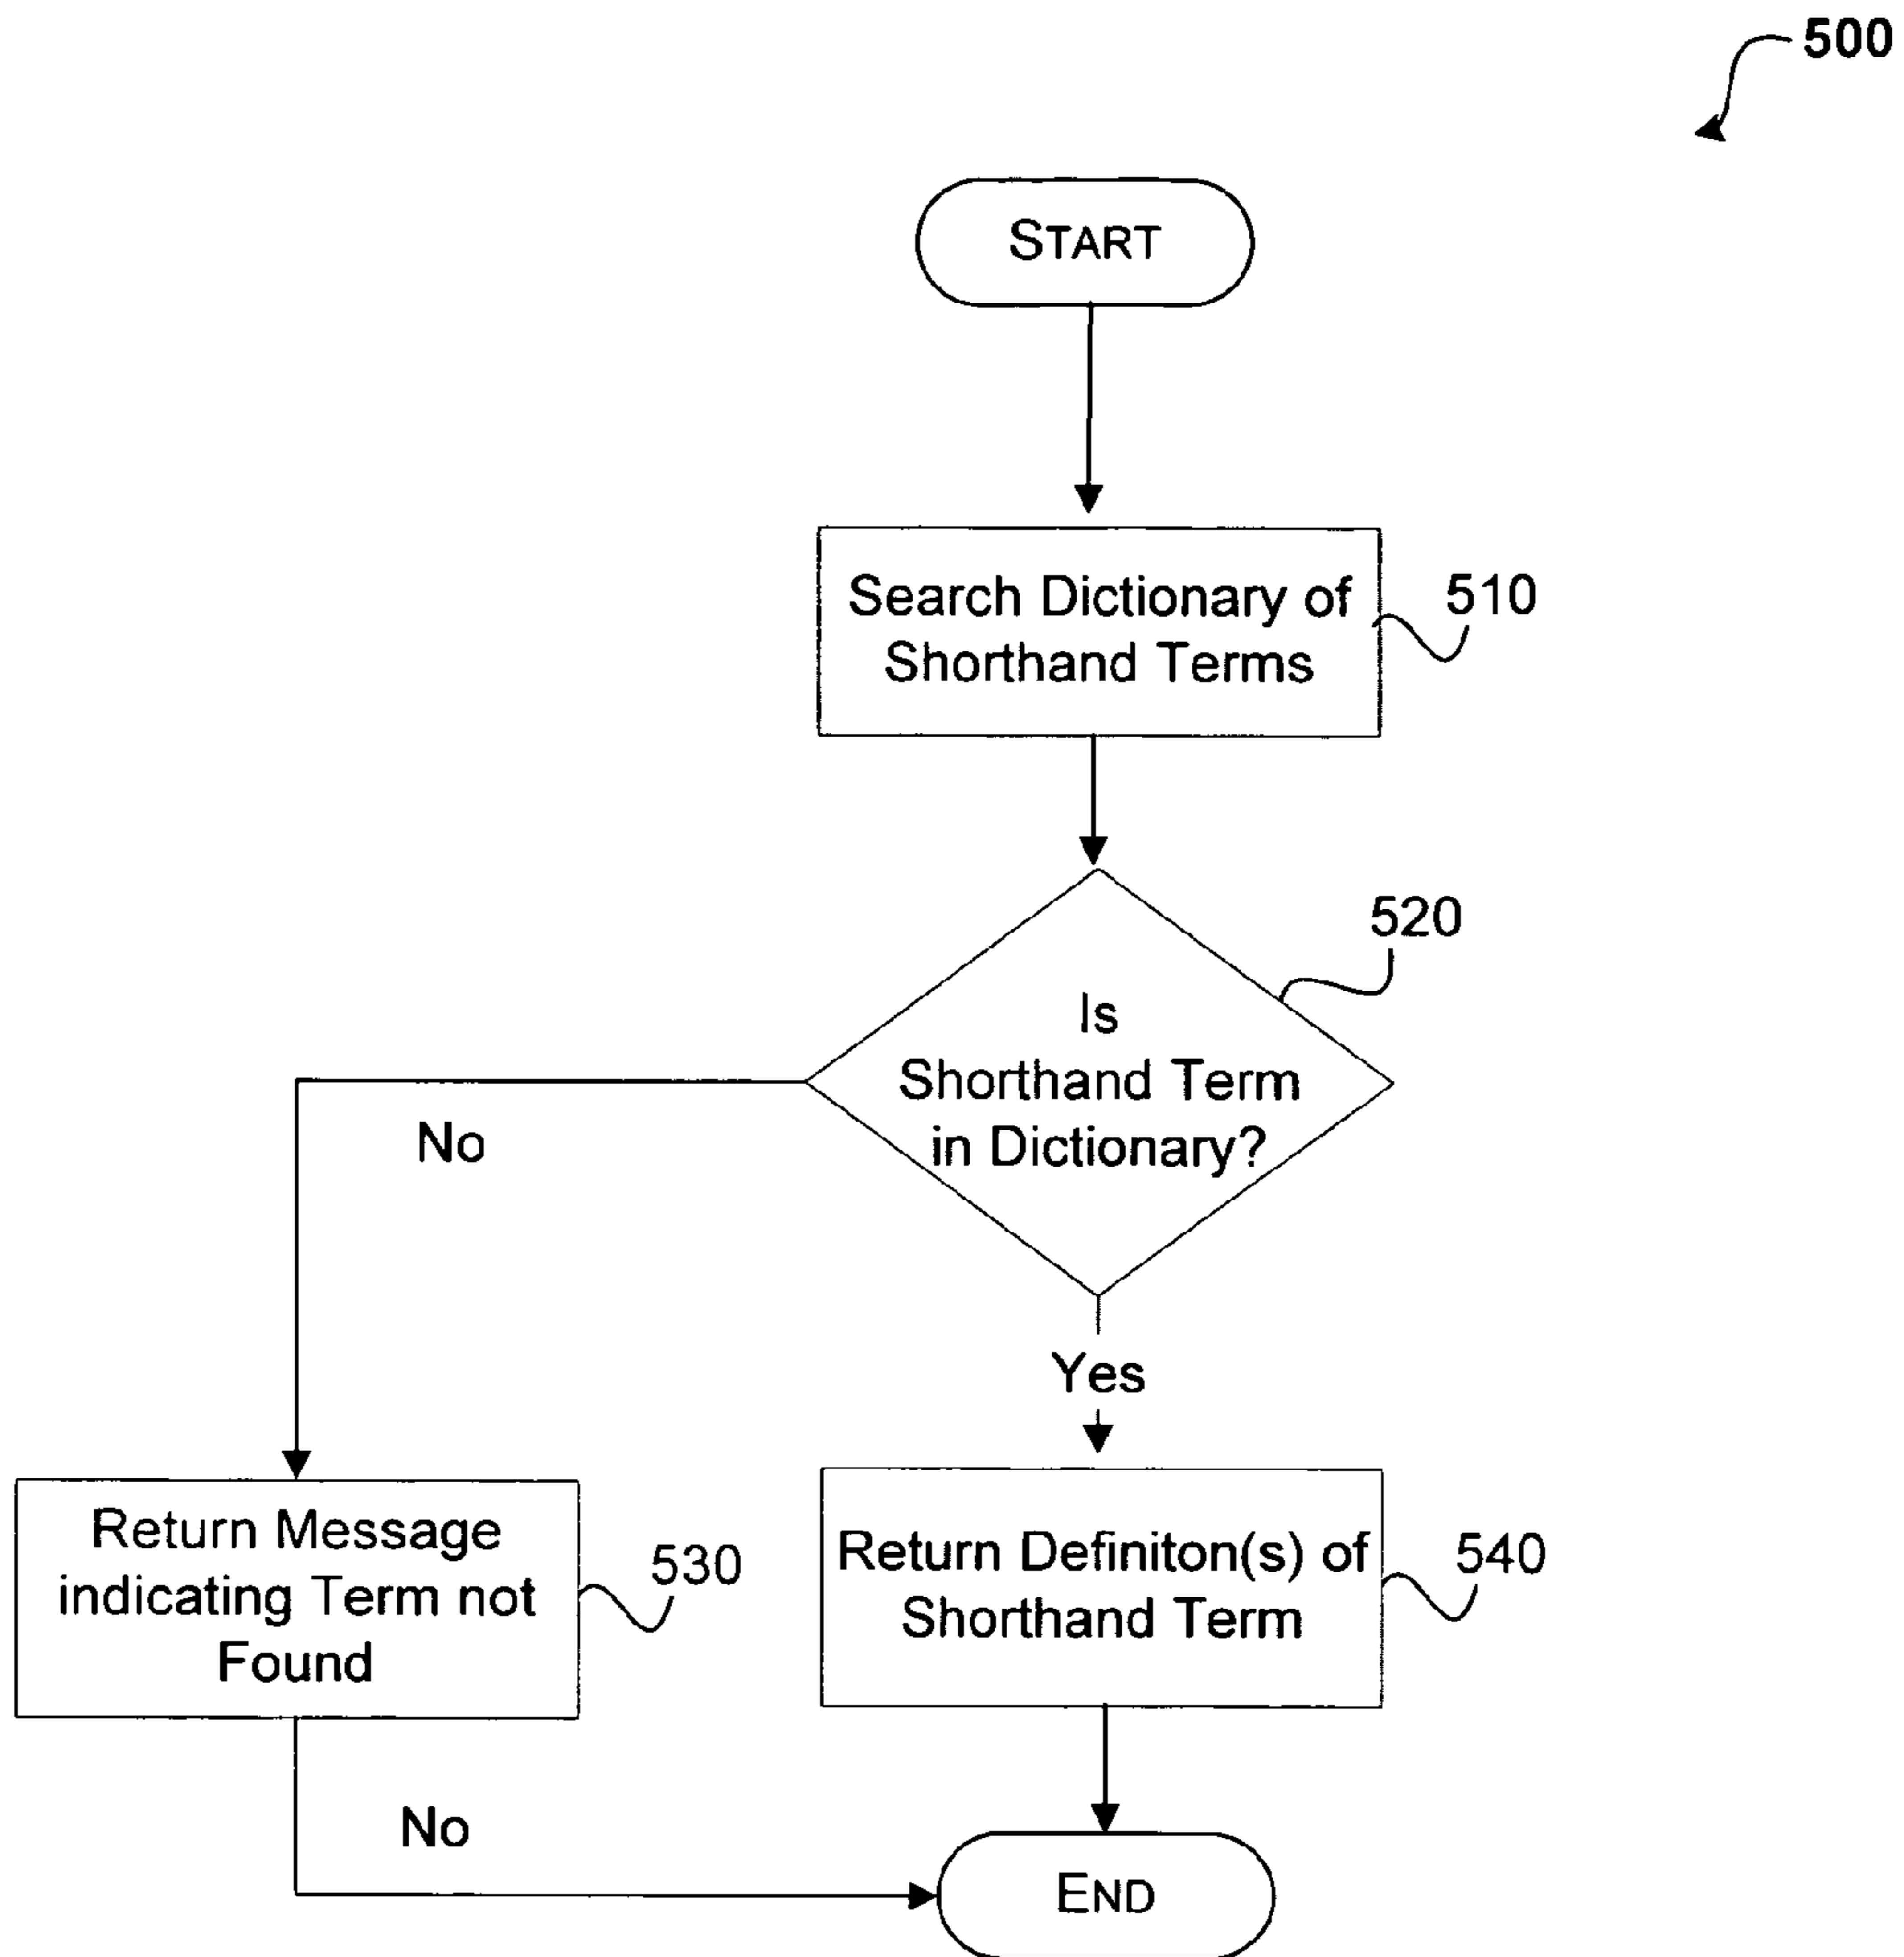 500
START
Search Dictionary of
Shorthand Terms
510
520
Is
Shorthand Term
in Dictionary?
No
Yes
Return Message
indicating Term not
Found
530
Return Definiton(s) of
Shorthand Term
540
No
END